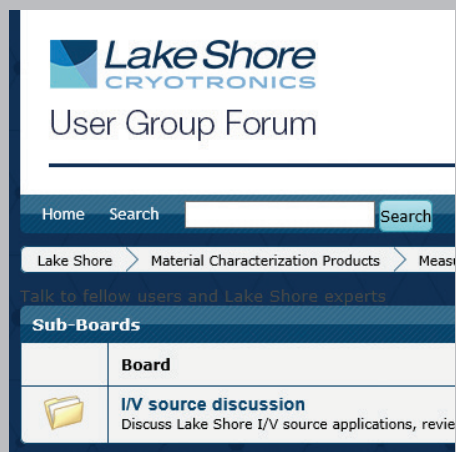 Lake Shore
CRYOTRONICS
User Group Forum
Home Search Search
Lake Shore Material Characterization Products
Talk to fellow users and Lake Shore experts
Sub-Boards
Board
I/V source discussion
Discuss Lake Shore I/V source applications,